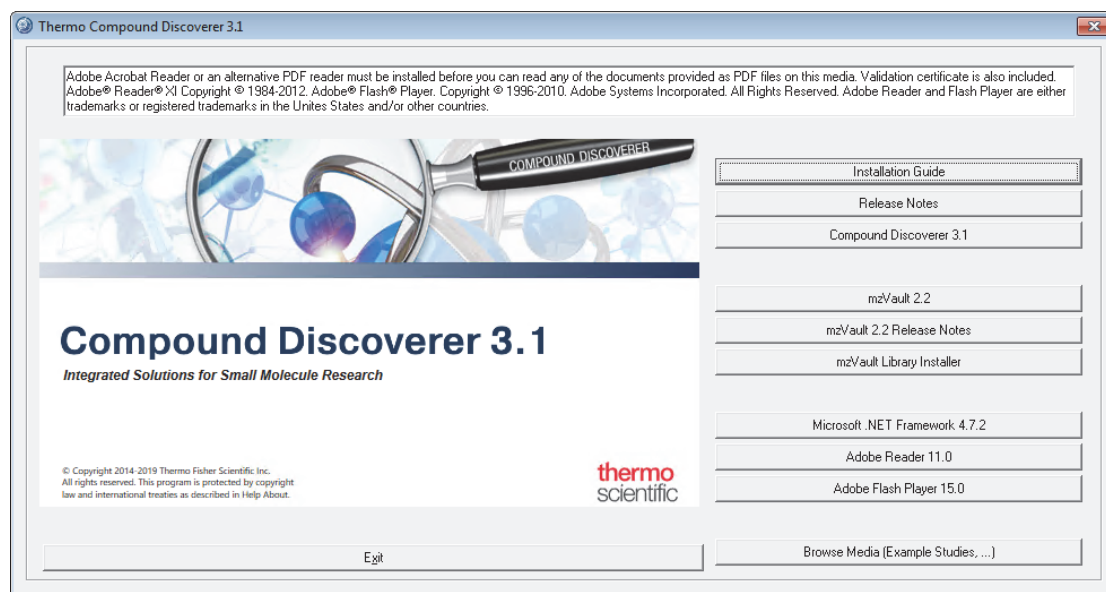 Thermo Compound Discoverer 3.1
Adobe Acrobat Reader or an alternative PDF reader must be installed before you can read any of the documents provided as PDF files on this media. Validation certificate is also included.
Adobe® Reader® XI Copyright © 1984-2012. Adobe® Flash® Player. Copyright © 1996-2010. Adobe Systems Incorporated. All Rights Reserved. Adobe Reader and Flash Player are either
trademarks or registered trademarks in the Unites States and/or other countries.
COMPOUND DISCOVERER
Compound Discoverer 3.1
Integrated Solutions for Small Molecule Research
© Copyright 2014-2019 Thermo Fisher Scientific Inc.
All rights reserved. This program is protected by copyright
law and international treaties as described in Help About.
thermo
scientific
Installation Guide
Release Notes
Compound Discoverer 3.1
mzVault 2.2
mzVault 2.2 Release Notes
mzVault Library Installer
Microsoft .NET Framework 4.7.2
Adobe Reader 11.0
Adobe Flash Player 15.0
Exit
Browse Media (Example Studies, ...)